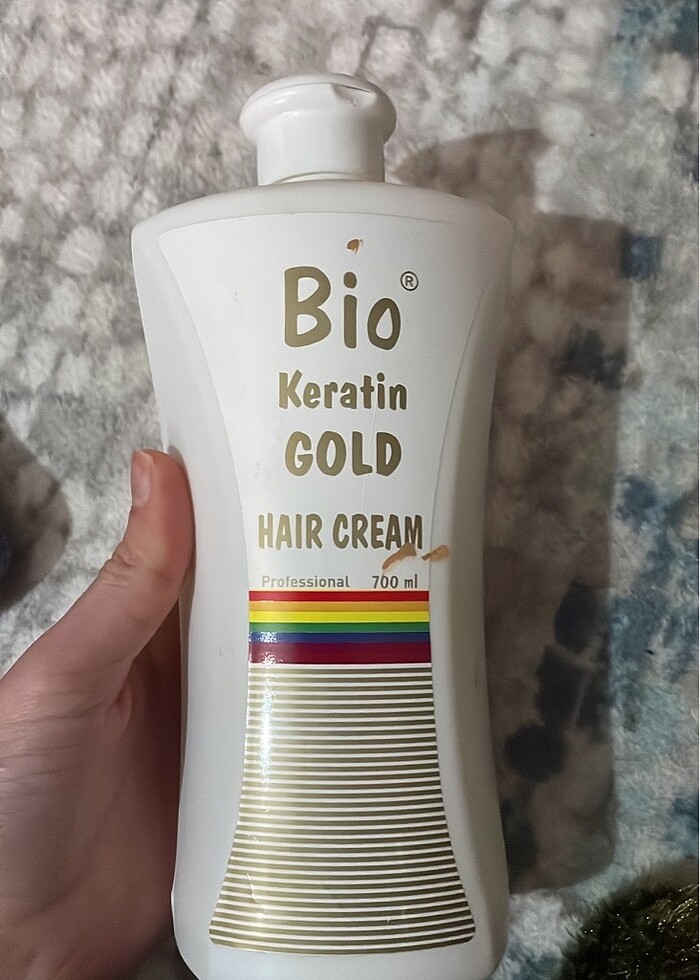 Bio®
Keratin
GOLD
HAIR CREAM
Professional 700 ml